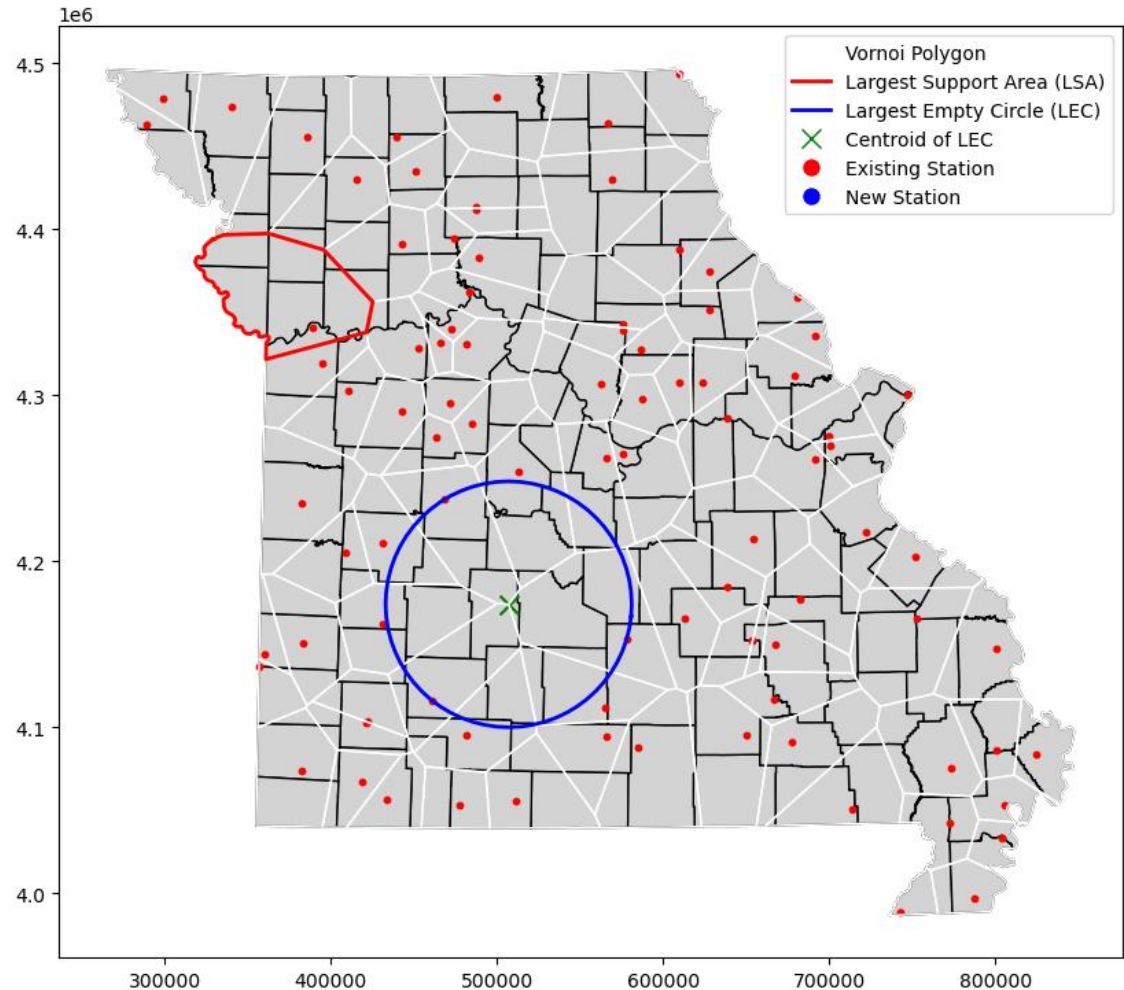 1e6
Vornoi Polygon
Largest Support Area (LSA)
Largest Empty Circle (LEC)
Centroid of LEC
Existing Station
New Station
4.5
4.4
4.3
4.2
4.1
4.0
300000 400000 500000 600000 700000 800000